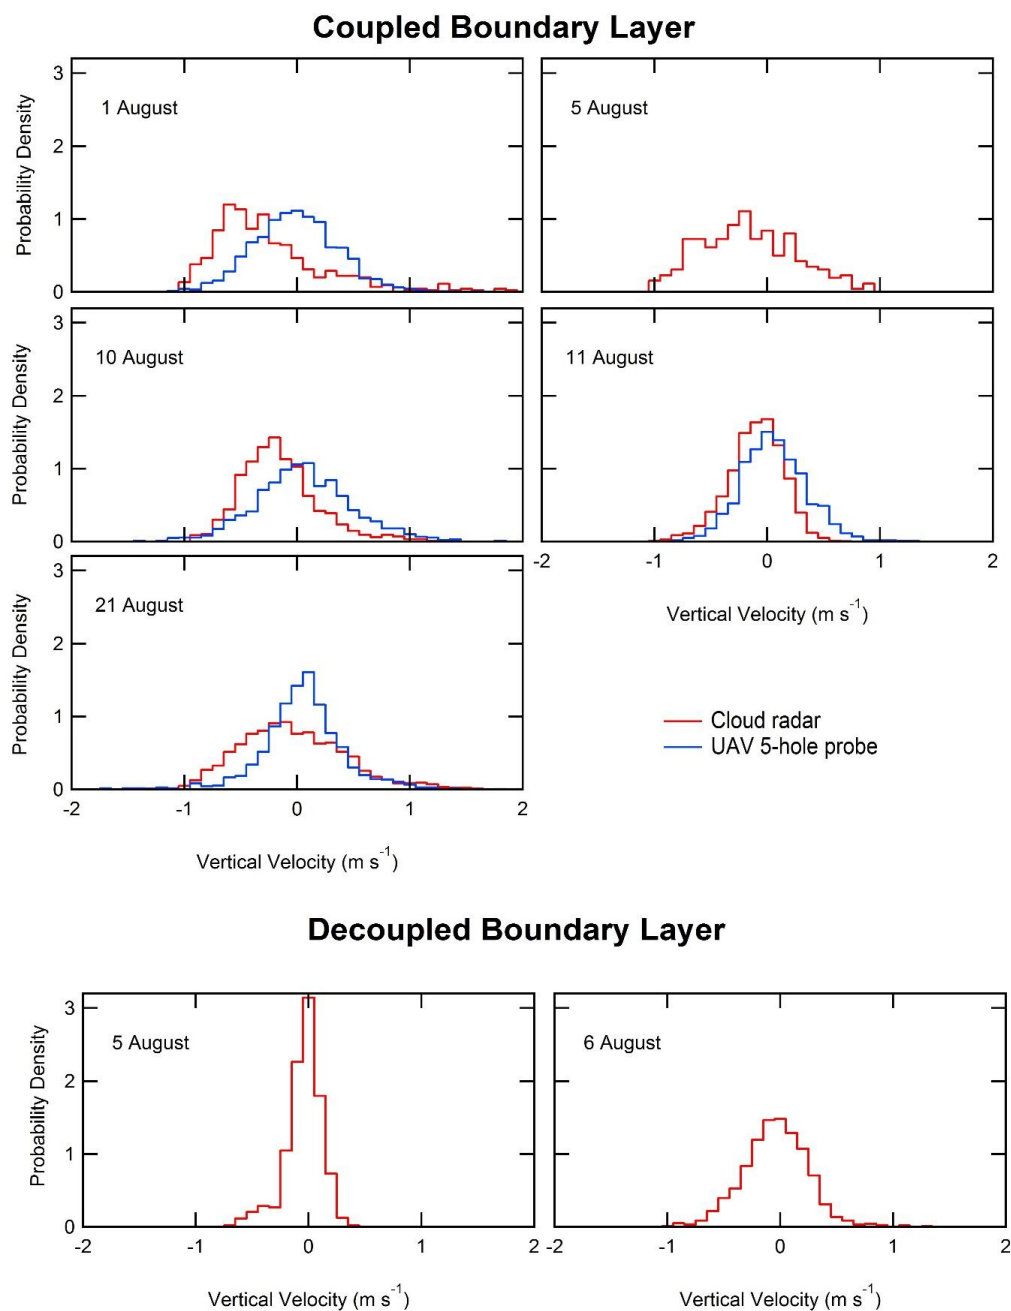 Coupled Boundary Layer
3
2
1
0
Probability Density
1 August
5 August
3
2
1
0
Probability Density
10 August
11 August
-2
-1
0
1
2
Vertical Velocity (m s-1)
3
2
1
0
Probability Density
21 August
-2
-1
0
1
2
Vertical Velocity (m s-1)
Cloud radar
UAV 5-hole probe
Decoupled Boundary Layer
3
2
1
0
Probability Density
5 August
-2
-1
0
1
2
Vertical Velocity (m s-1)
6 August
-2
-1
0
1
2
Vertical Velocity (m s-1)